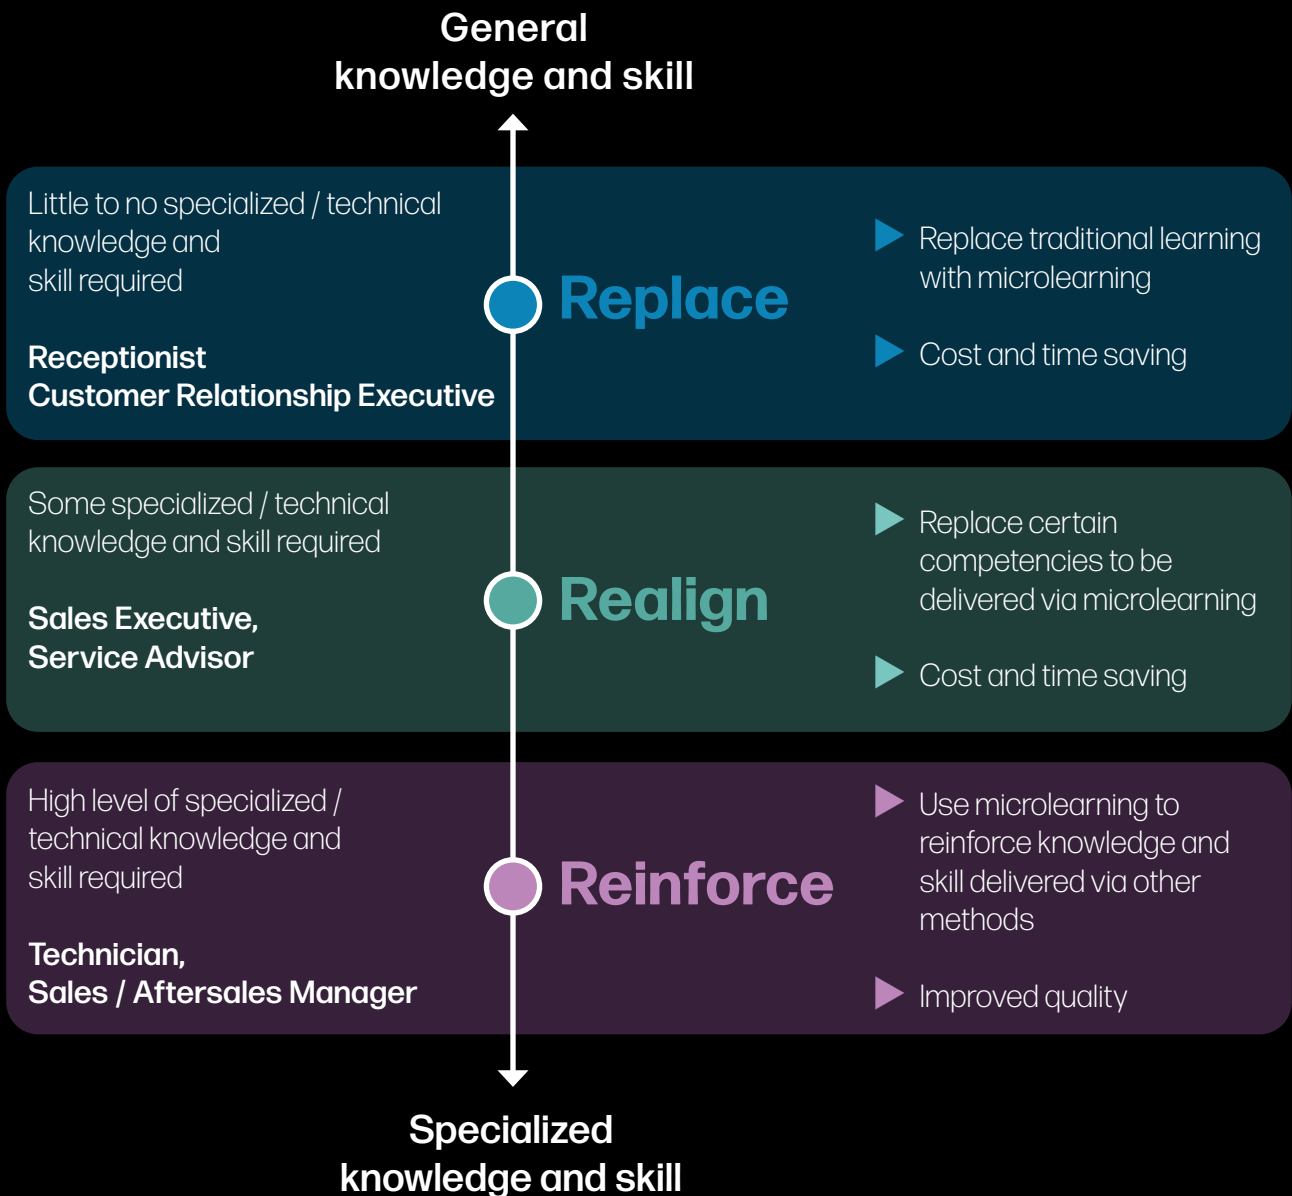 General
knowledge and skill
Little to no specialized / technical
knowledge and
skill required
Receptionist
Customer Relationship Executive
Replace
Replace traditional learning
with microlearning
Cost and time saving
Some specialized / technical
knowledge and skill required
Sales Executive,
Service Advisor
Realign
Replace certain
competencies to be
delivered via microlearning
Cost and time saving
High level of specialized /
technical knowledge and
skill required
Technician,
Sales / Aftersales Manager
Reinforce
Use microlearning to
reinforce knowledge and
skill delivered via other
methods
Improved quality
Specialized
knowledge and skill